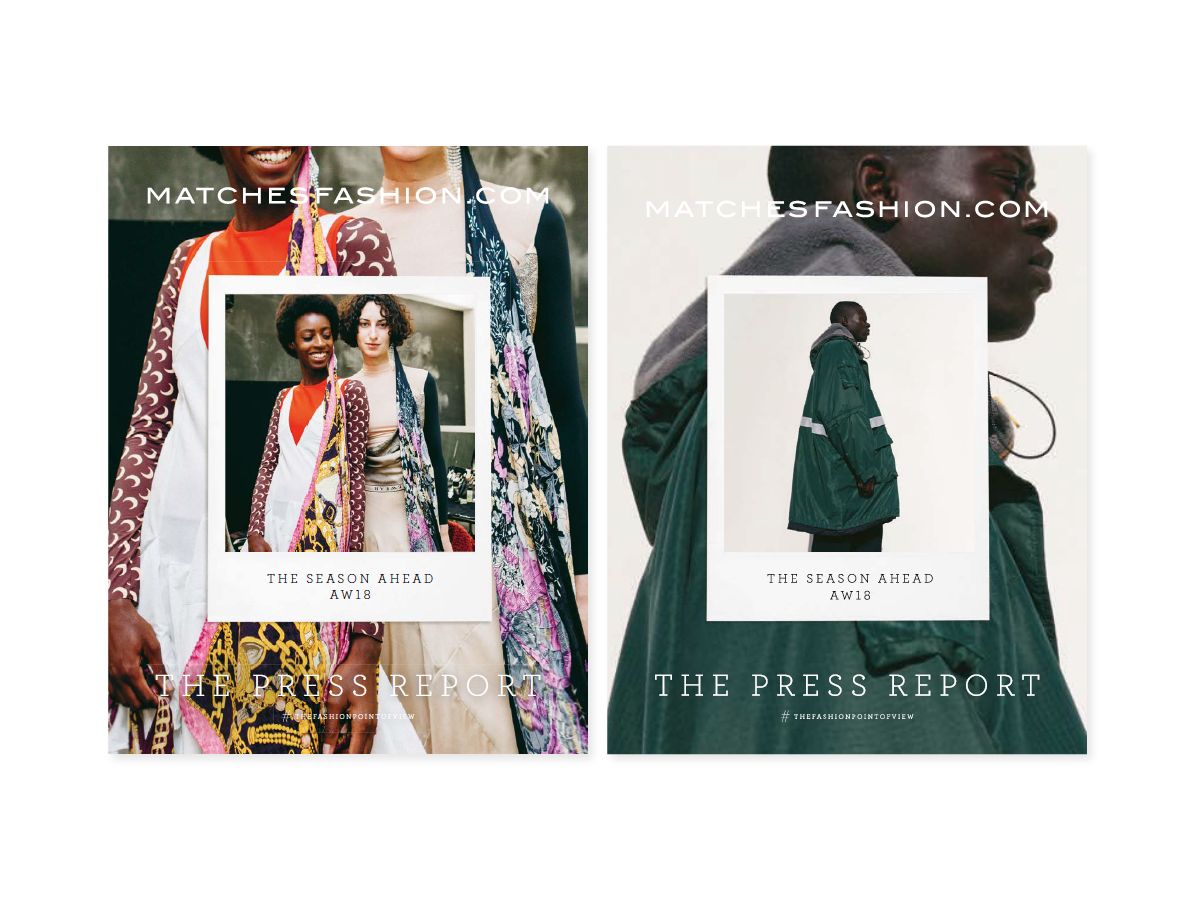 MATCHESFASHION.COM
THE SEASON AHEAD
AW18
THE PRESS REPORT
# THEFASHIONPOINTOFVIEW
MATCHESFASHION.COM
THE SEASON AHEAD
AW18
THE PRESS REPORT
# THEFASHIONPOINTOFVIEW